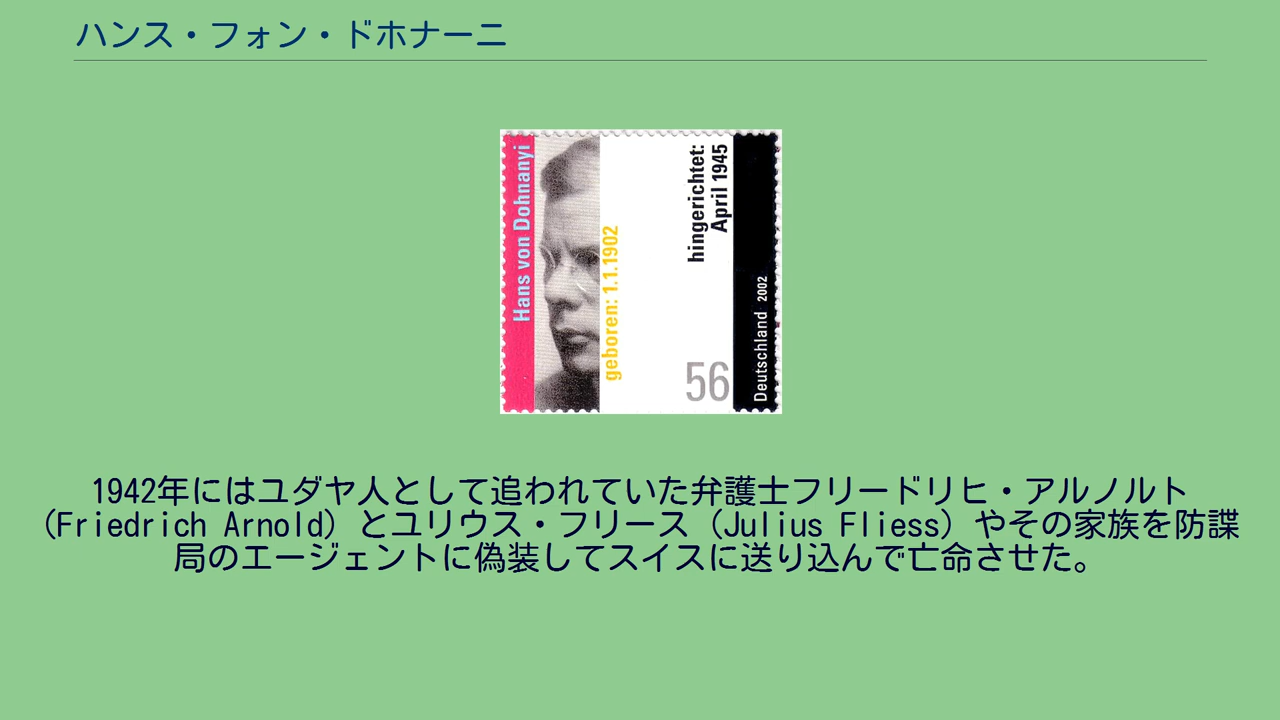 ハンス・フォン・ドホナーニ
Hans von Dohnanyi
geboren: 1.1.1902
hingerichtet:
April 1945
56
Deutschland 2002
1942年にはユダヤ人として追われていた弁護士フリードリヒ・アルノルト
(Friedrich Arnold) とユリウス・フリース (Julius Fliess) やその家族を防諜
局のエージェントに偽装してスイスに送り込んで亡命させた。